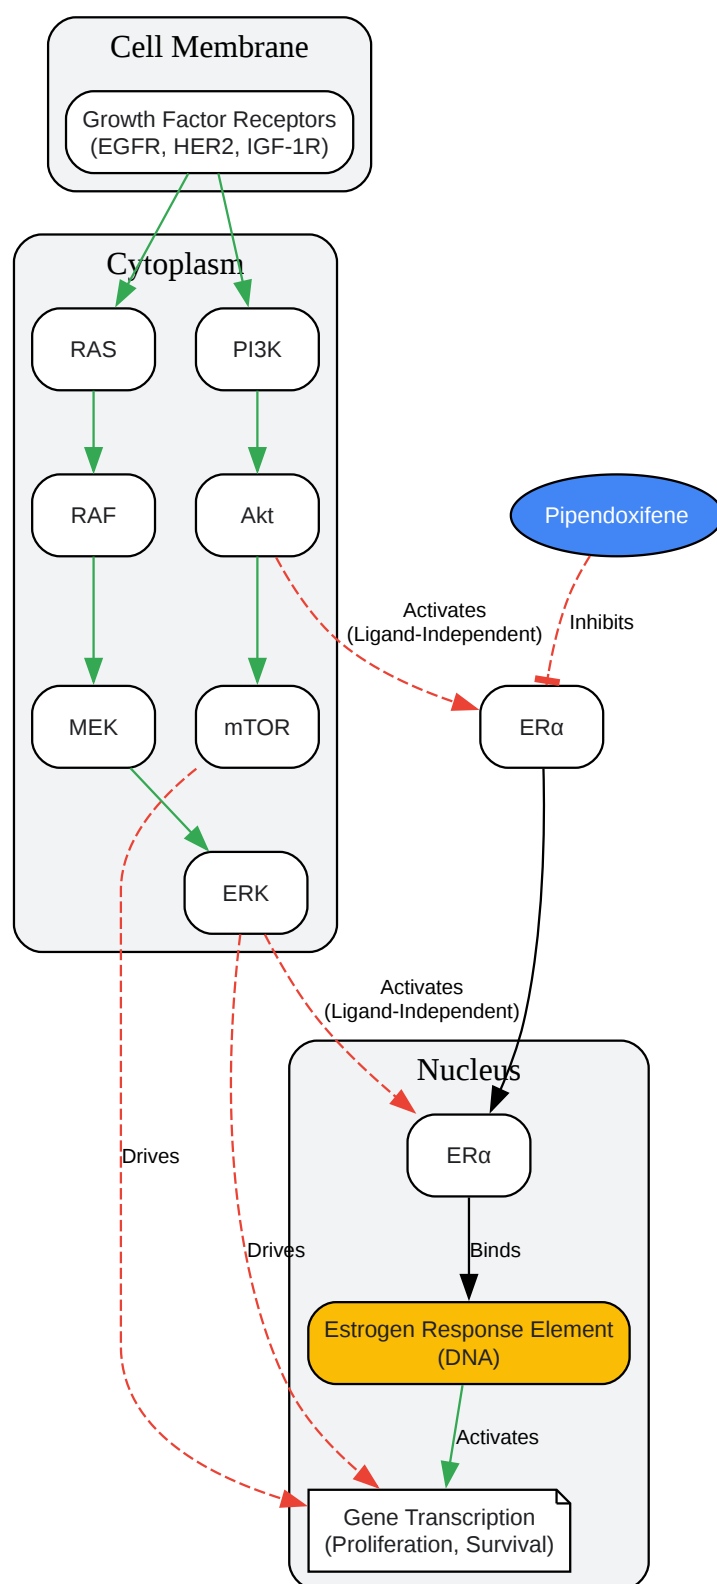 Cell Membrane
Growth Factor Receptors
(EGFR, HER2, IGF-1R)
Cytoplasm
RAS
PI3K
RAF
Akt
Pipendoxifene
Activates
(Ligand-Independent)
Inhibits
MEK
mTOR
ERα
ERK
Activates
(Ligand-Independent)
Nucleus
ERα
Drives
Drives
Binds
Estrogen Response Element
(DNA)
Activates
Gene Transcription
(Proliferation, Survival)